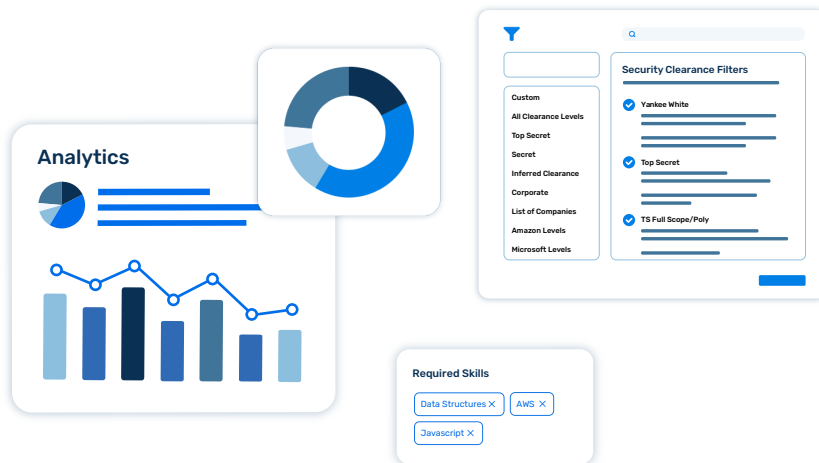 Analytics
Security Clearance Filters
Custom
All Clearance Levels
Top Secret
Secret
Inferred Clearance
Corporate
List of Companies
Amazon Levels
Microsoft Levels
Yankee White
Top Secret
TS Full Scope/Poly
Required Skills
Data Structures
AWS
Javascript